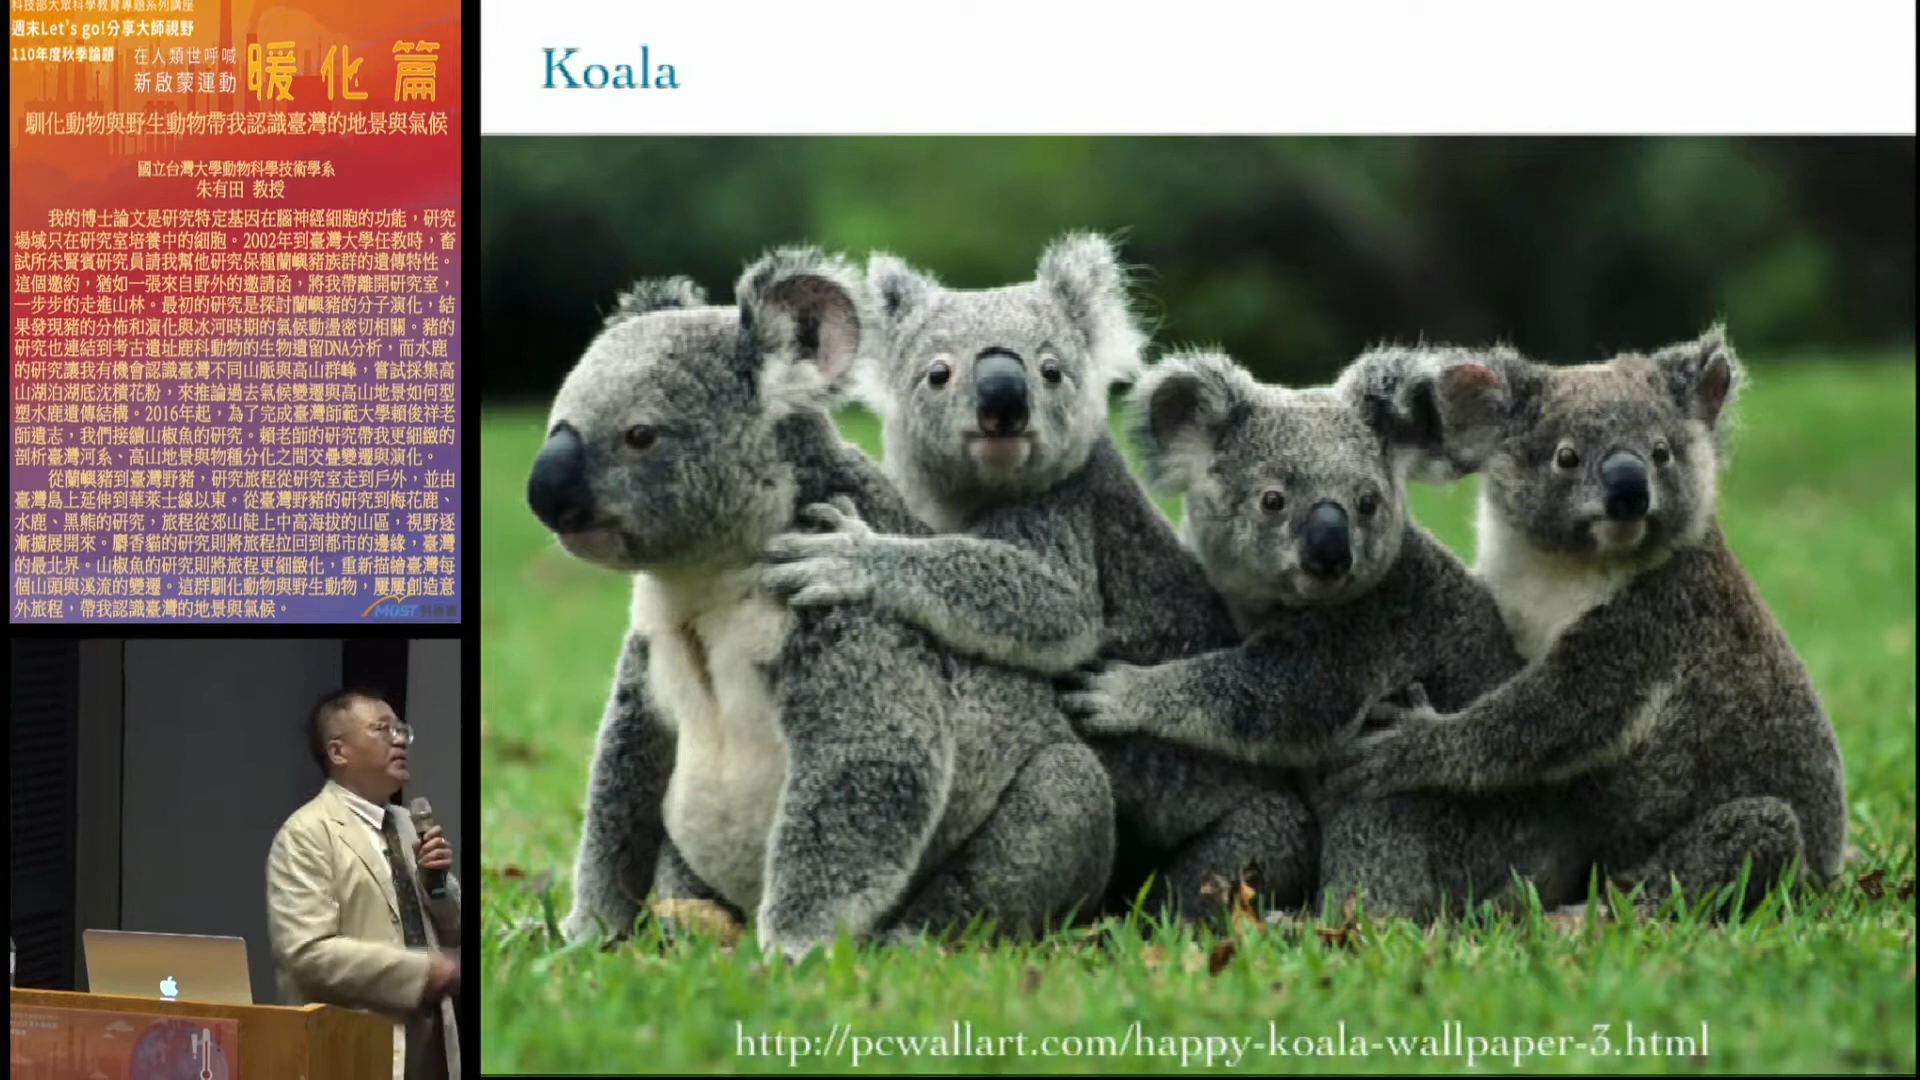 科技部大眾科學教育專題系列講座
週末Let's go!分享大師視野
110年度秋季論題
在人類世呼喊
新啟蒙運動
暖化篇
馴化動物與野生動物帶我認識臺灣的地景與氣候
國立台灣大學動物科學技術學系
朱有田 教授
我的博士論文是研究特定基因在腦神經細胞的功能，研究
場域只在研究室培養中的細胞。2002年到臺灣大學任教時，畜
試所朱賢賓研究員請我幫他研究保種蘭嶼豬族群的遺傳特性。
這個邀約，猶如一張來自野外的邀請函，將我帶離開研究室，
一步步的走進山林。最初的研究是探討蘭嶼豬的分子演化，結
果發現豬的分佈和演化與冰河時期的氣候動盪密切相關。豬的
研究也連結到考古遺址鹿科動物的生物遺留DNA分析，而水鹿
的研究讓我有機會認識臺灣不同山脈與高山群峰，嘗試採集高
山湖泊湖底沈積花粉，來推論過去氣候變遷與高山地景如何型
塑水鹿遺傳結構。2016年起，為了完成臺灣師範大學賴俊祥老
師遺志，我們接續山椒魚的研究。賴老師的研究帶我更細緻的
剖析臺灣河系、高山地景與物種分化之間交疊變遷與演化。
從蘭嶼豬到臺灣野豬，研究旅程從研究室走到戶外，並由
臺灣島上延伸到華萊士線以東。從臺灣野豬的研究到梅花鹿、
水鹿、黑熊的研究，旅程從郊山陡上中高海拔的山區，視野逐
漸擴展開來。麝香貓的研究則將旅程拉回到都市的邊緣，臺灣
的最北界。山椒魚的研究則將旅程更細緻化，重新描繪臺灣每
個山頭與溪流的變遷。這群馴化動物與野生動物，屢屢創造意
外旅程，帶我認識臺灣的地景與氣候。
MOST 科技部
Koala
http://pcwallart.com/happy-koala-wallpaper-3.html